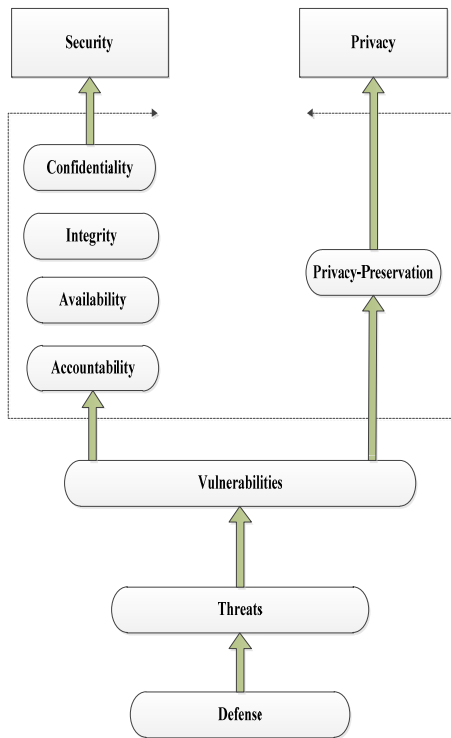 Security
Privacy
Confidentiality
Integrity
Privacy-Preservation
Availability
Accountability
Vulnerabilities
Threats
Defense